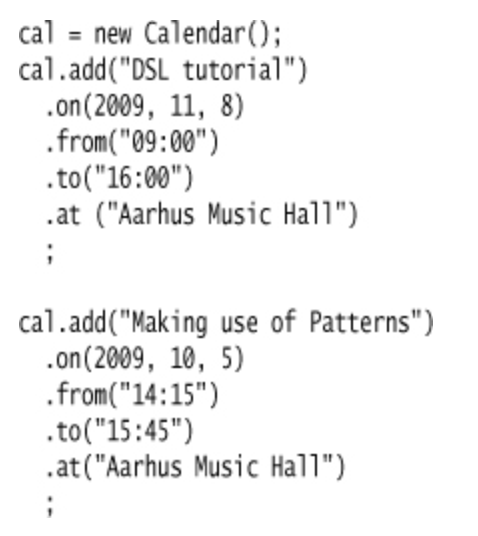 cal = new Calendar();
cal.add("DSL tutorial")
  .on(2009, 11, 8)
  .from("09:00")
  .to("16:00")
  .at ("Aarhus Music Hall")
  ;

cal.add("Making use of Patterns")
  .on(2009, 10, 5)
  .from("14:15")
  .to("15:45")
  .at("Aarhus Music Hall")
  ;